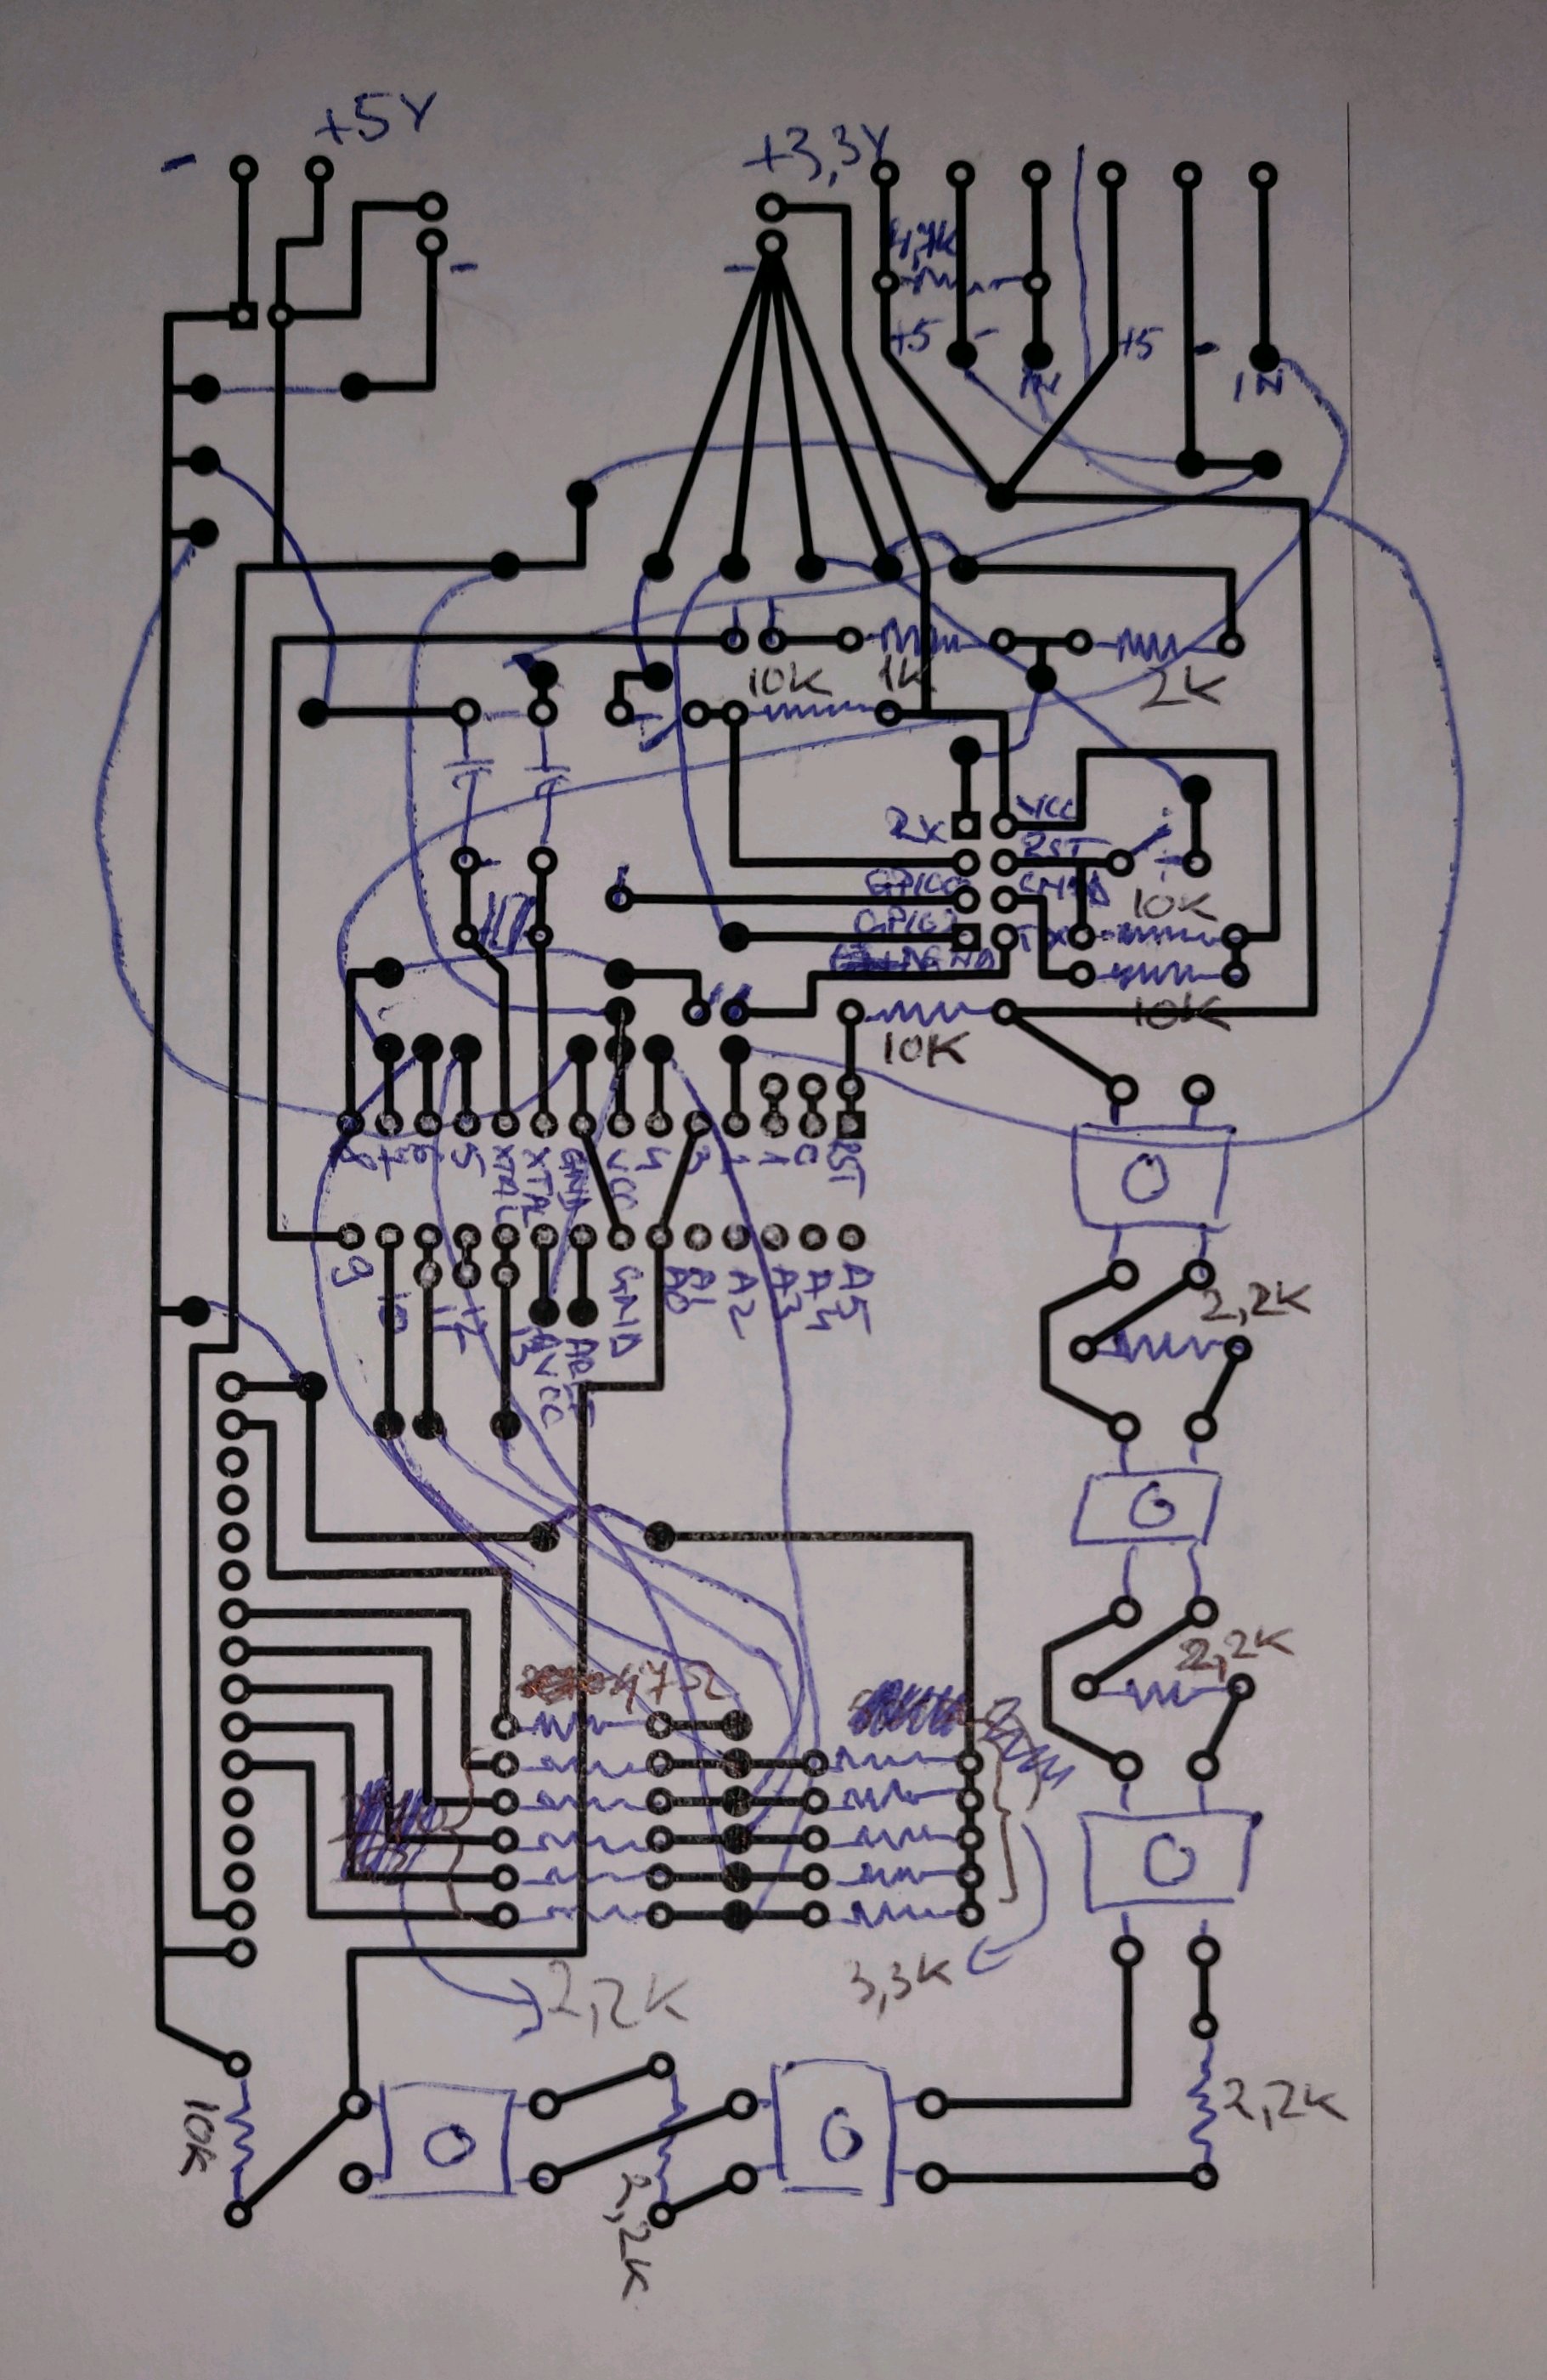 - +5V
+3,3V
-
-
4,7K
+5 - +5 -
IN IN
10K 1K 2K
RX VCC
RST
GPIO0 CH-PD
10K
GPIO2
TX
GND
10K
10K
8 7 6 5 XTAL XTAL GND VCC 4 3 1 0 RST
9 10 11 12 13 AVCC AREF GND A0 A1 A2 A3 A4 A5
2,2K
2,2K
47Ω
2,2K
3,3K
10K
2,2K
2,2K